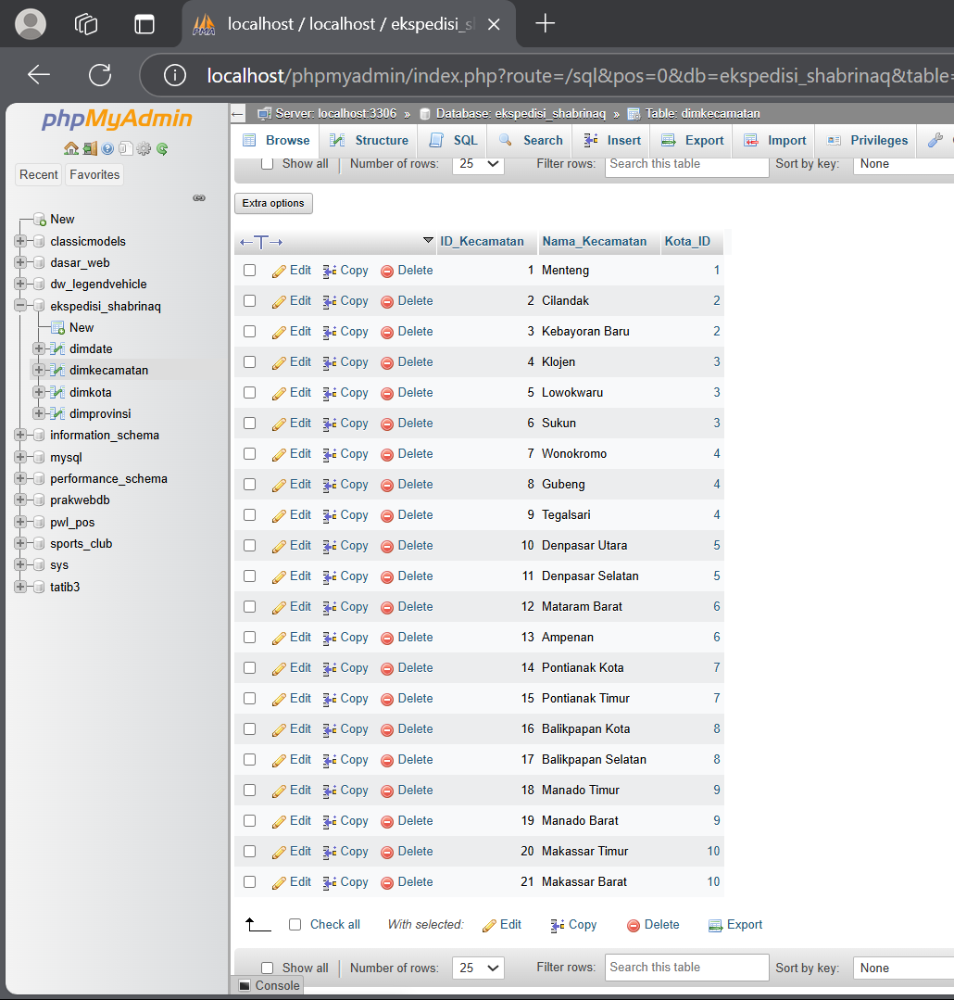 localhost / localhost / ekspedisi_s
localhost/phpmyadmin/index.php?route=/sql&pos=0&db=ekspedisi_shabrinaq&table=
phpMyAdmin
Recent Favorites
New
classicmodels
dasar_web
dw_legendvehicle
ekspedisi_shabrinaq
New
dimdate
dimkecamatan
dimkota
dimprovinsi
information_schema
mysql
performance_schema
prakwebdb
pwl_pos
sports_club
sys
tatib3
Server: localhost:3306 » Database: ekspedisi_shabrinaq » Table: dimkecamatan
Browse Structure SQL Search Insert Export Import Privileges
Show all Number of rows: 25 Filter rows: Search this table Sort by key: None
Extra options
ID_Kecamatan Nama_Kecamatan Kota_ID
Edit Copy Delete 1 Menteng 1
Edit Copy Delete 2 Cilandak 2
Edit Copy Delete 3 Kebayoran Baru 2
Edit Copy Delete 4 Klojen 3
Edit Copy Delete 5 Lowokwaru 3
Edit Copy Delete 6 Sukun 3
Edit Copy Delete 7 Wonokromo 4
Edit Copy Delete 8 Gubeng 4
Edit Copy Delete 9 Tegalsari 4
Edit Copy Delete 10 Denpasar Utara 5
Edit Copy Delete 11 Denpasar Selatan 5
Edit Copy Delete 12 Mataram Barat 6
Edit Copy Delete 13 Ampenan 6
Edit Copy Delete 14 Pontianak Kota 7
Edit Copy Delete 15 Pontianak Timur 7
Edit Copy Delete 16 Balikpapan Kota 8
Edit Copy Delete 17 Balikpapan Selatan 8
Edit Copy Delete 18 Manado Timur 9
Edit Copy Delete 19 Manado Barat 9
Edit Copy Delete 20 Makassar Timur 10
Edit Copy Delete 21 Makassar Barat 10
Check all With selected: Edit Copy Delete Export
Show all Number of rows: 25 Filter rows: Search this table Sort by key: None
Console